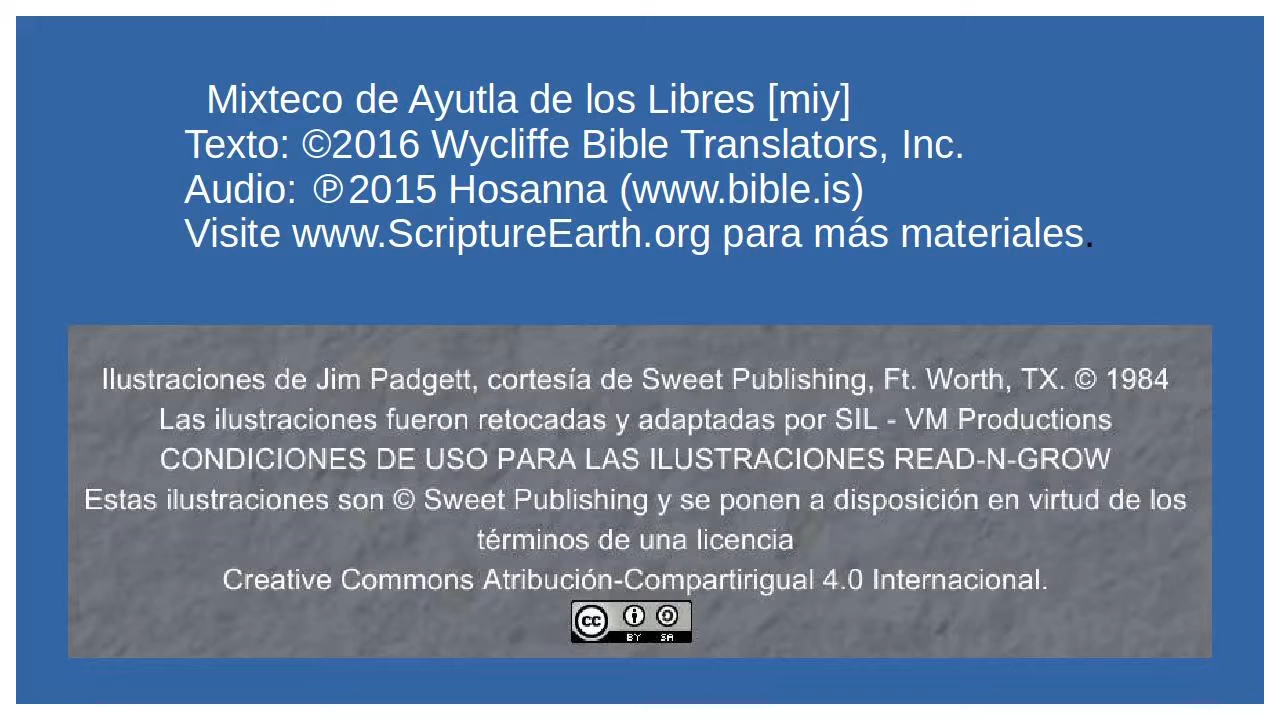 Mixteco de Ayutla de los Libres [miy]
Texto: ©2016 Wycliffe Bible Translators, Inc.
Audio: ℗2015 Hosanna (www.bible.is)
Visite www.ScriptureEarth.org para más materiales.
Ilustraciones de Jim Padgett, cortesía de Sweet Publishing, Ft. Worth, TX. © 1984
Las ilustraciones fueron retocadas y adaptadas por SIL - VM Productions
CONDICIONES DE USO PARA LAS ILUSTRACIONES READ-N-GROW
Estas ilustraciones son © Sweet Publishing y se ponen a disposición en virtud de los
términos de una licencia
Creative Commons Atribución-Compartirigual 4.0 Internacional.
cc BY SA